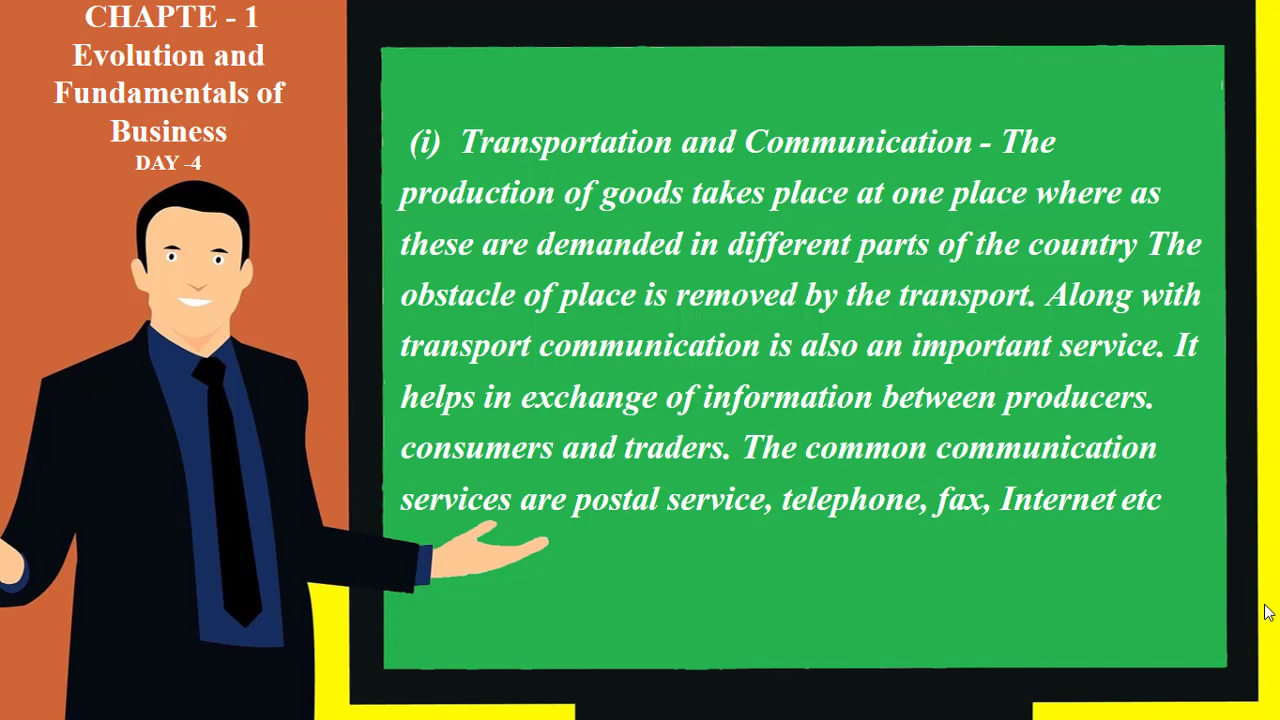 CHAPTE - 1
Evolution and
Fundamentals of
Business
DAY -4
(i) Transportation and Communication - The
production of goods takes place at one place where as
these are demanded in different parts of the country The
obstacle of place is removed by the transport. Along with
transport communication is also an important service. It
helps in exchange of information between producers.
consumers and traders. The common communication
services are postal service, telephone, fax, Internet etc